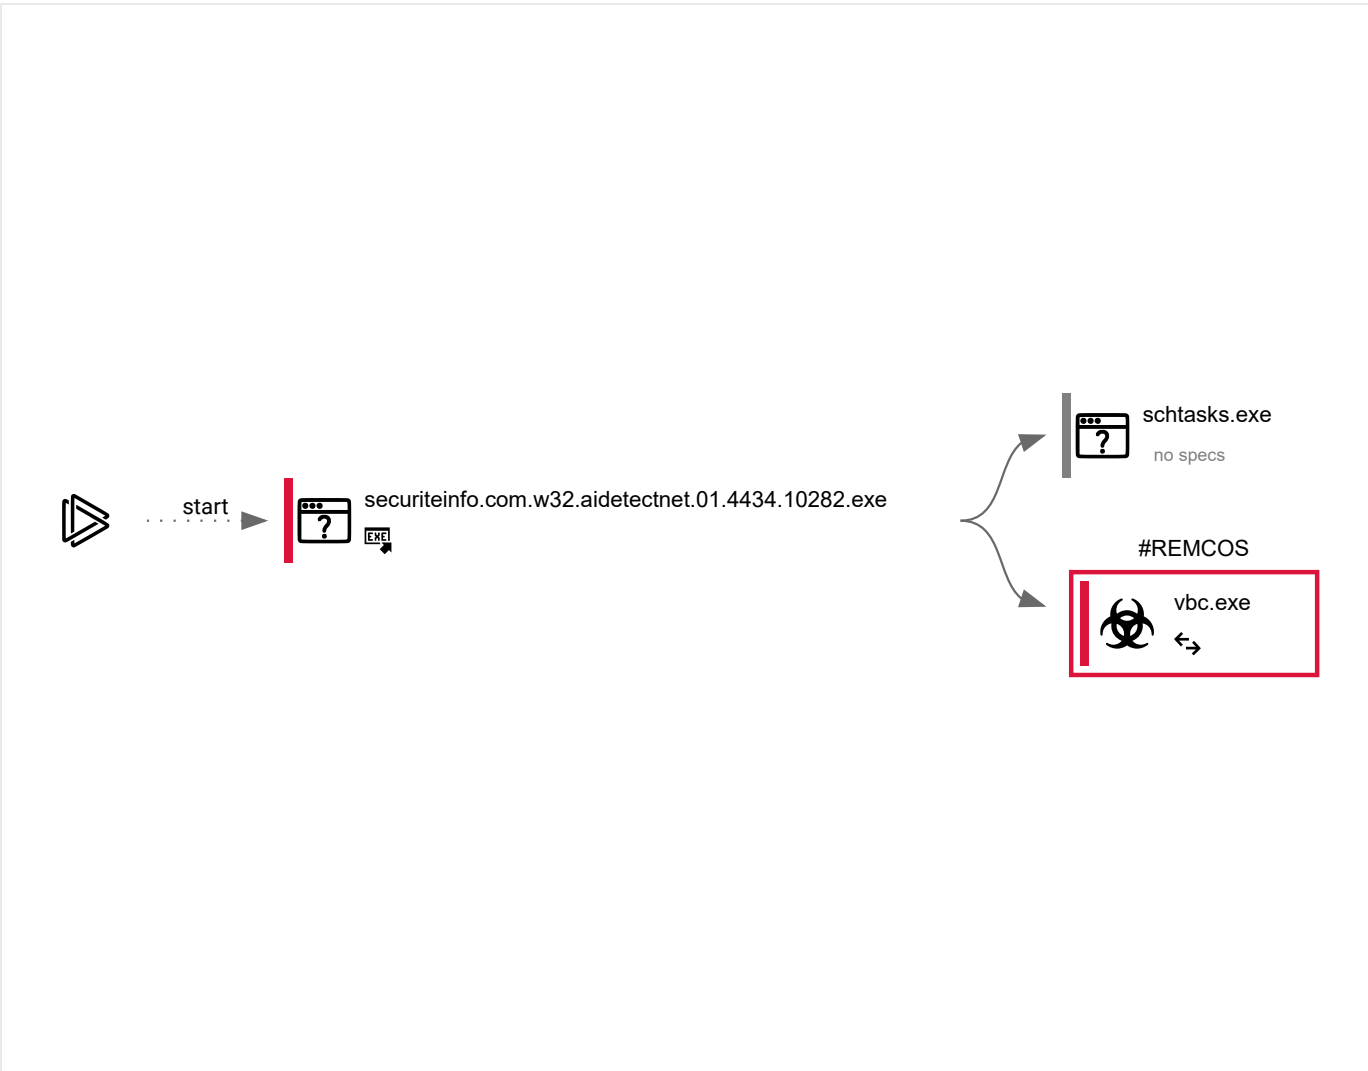 start
securiteinfo.com.w32.aidetectnet.01.4434.10282.exe
EXE
schtasks.exe
no specs
#REMCOS
vbc.exe